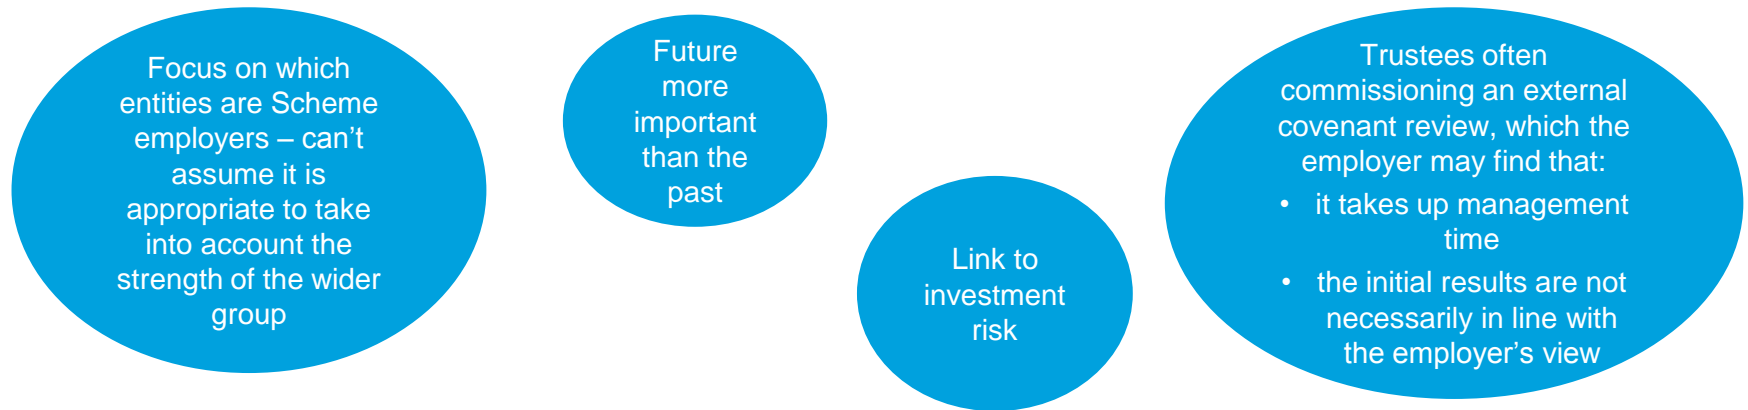 Focus on which
entities are Scheme
employers – can’t
assume it is
appropriate to take
into account the
strength of the wider
group
Future
more
important
than the
past
Link to
investment
risk
Trustees often
commissioning an external
covenant review, which the
employer may find that:
• it takes up management
time
• the initial results are not
necessarily in line with
the employer’s view